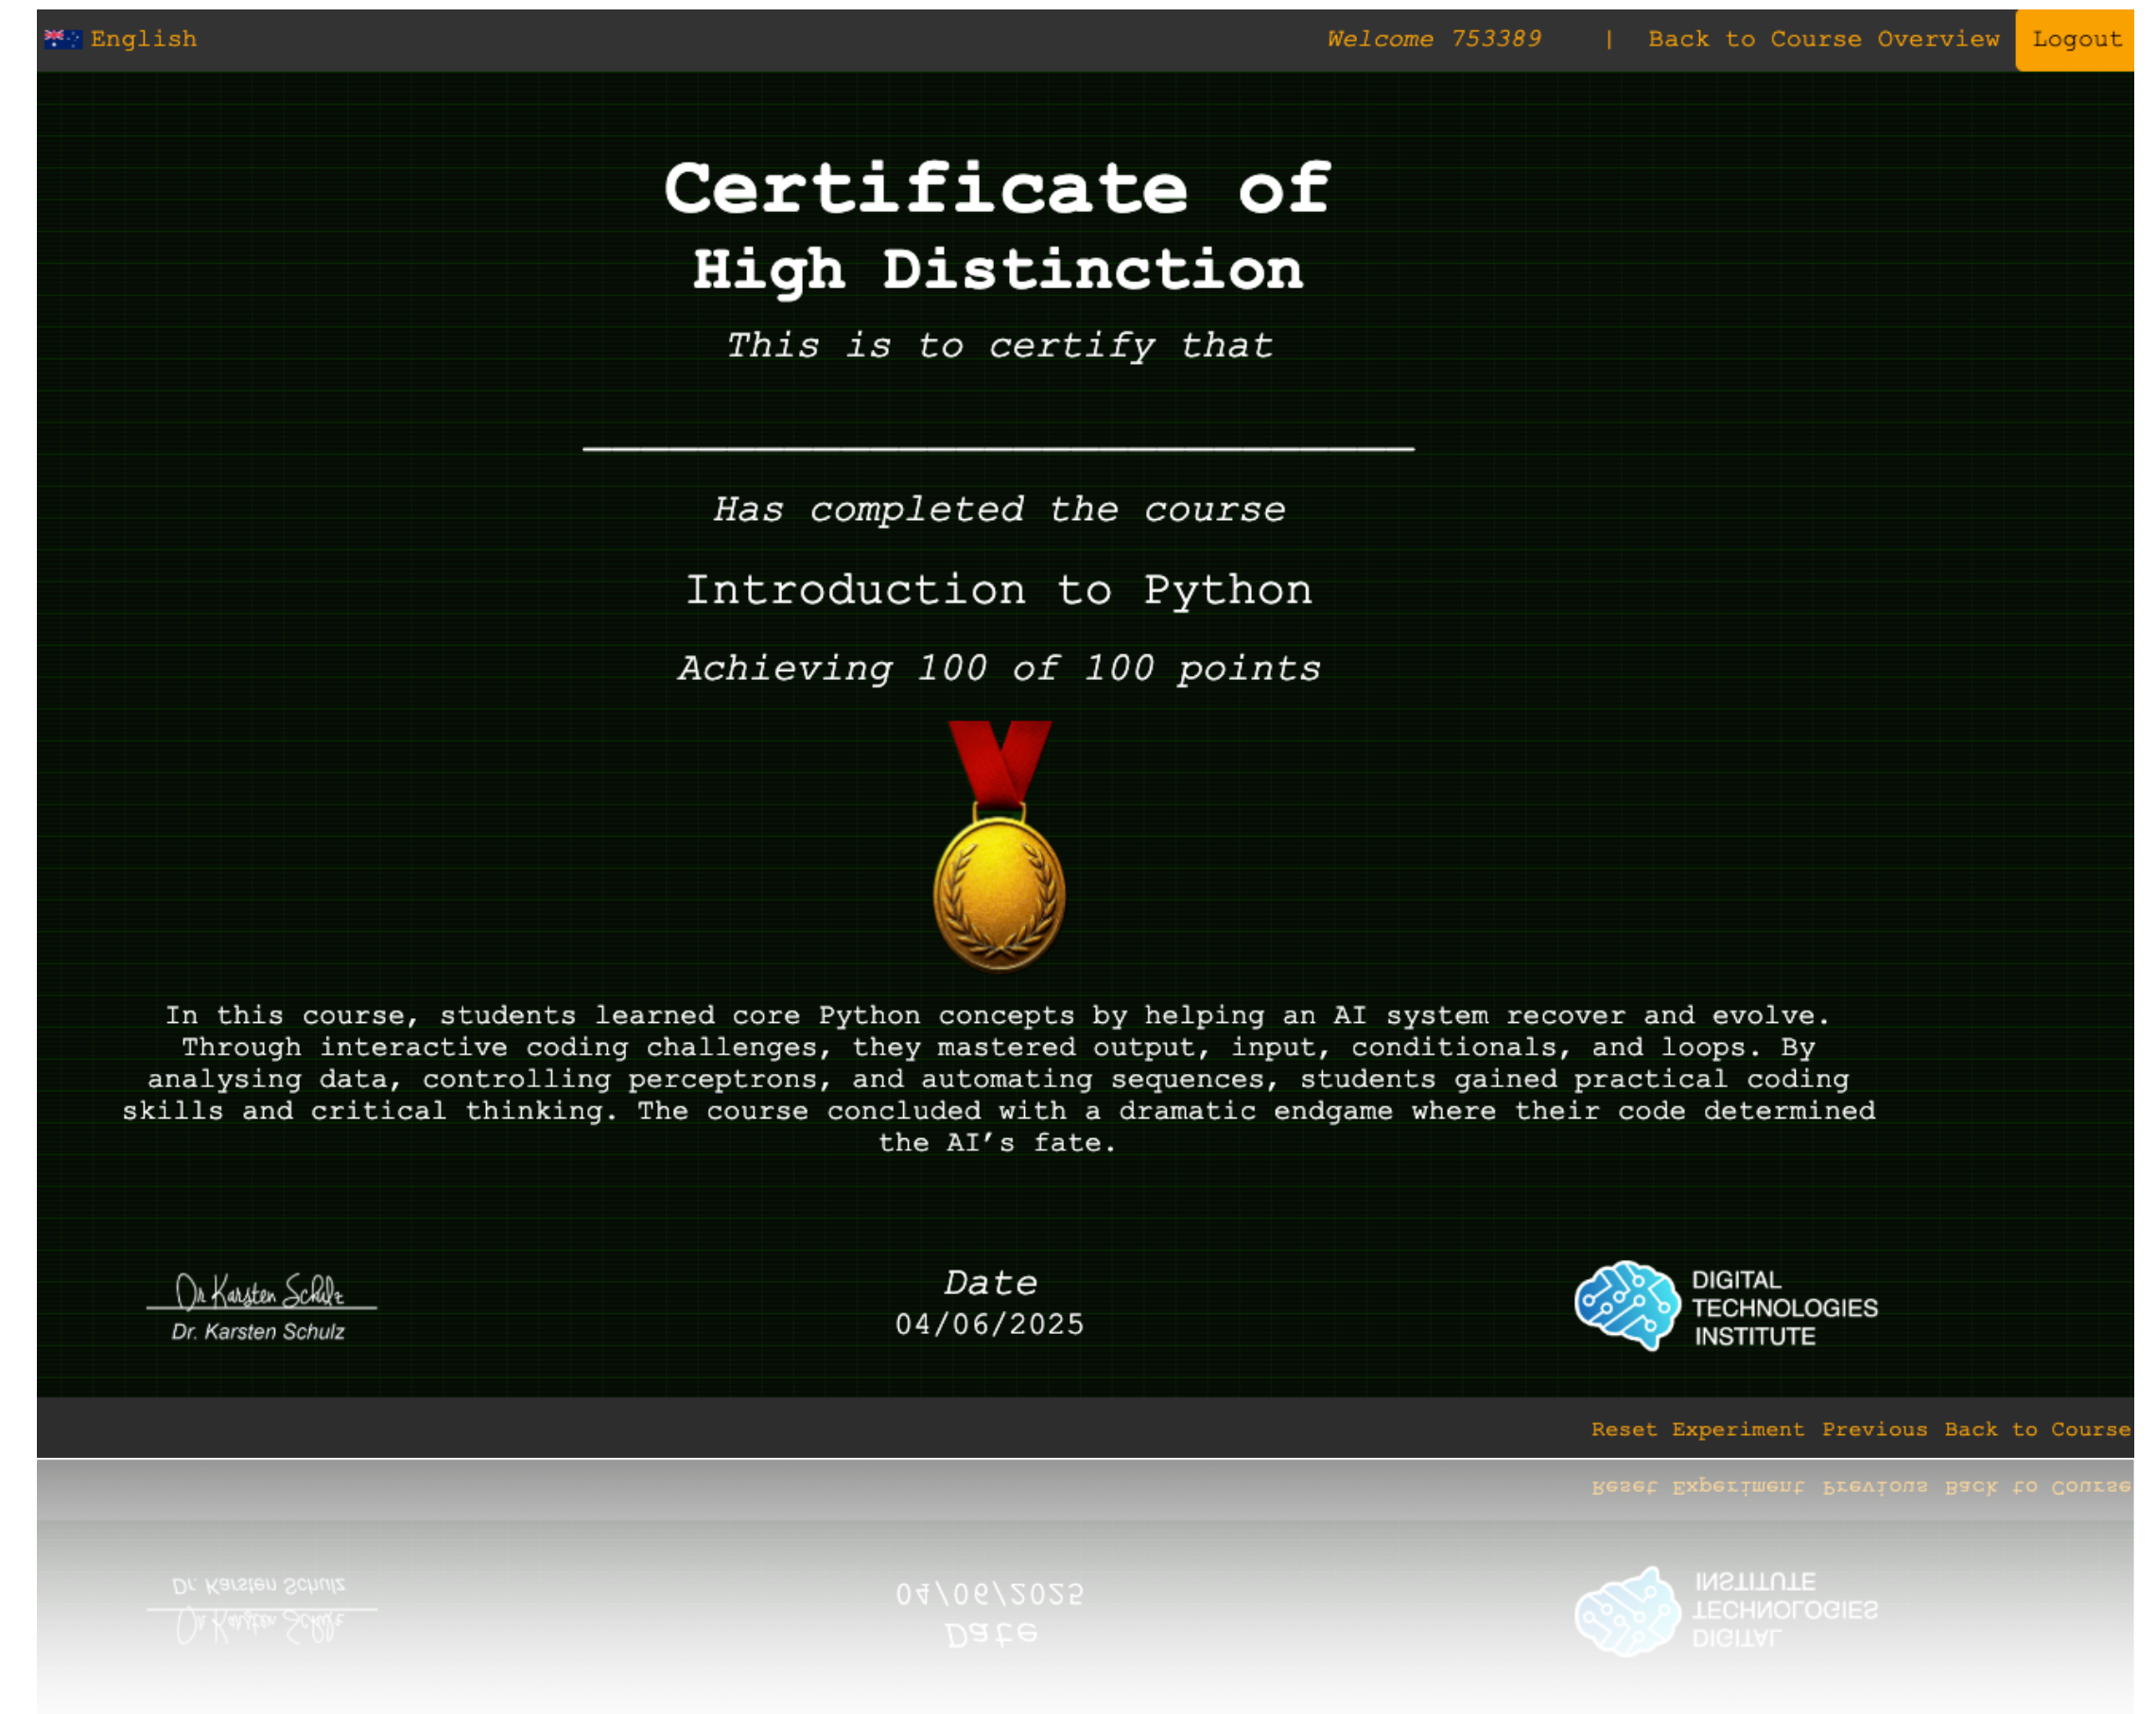 English
Welcome 753389 | Back to Course Overview Logout
Certificate of
High Distinction
This is to certify that
Has completed the course
Introduction to Python
Achieving 100 of 100 points
In this course, students learned core Python concepts by helping an AI system recover and evolve.
Through interactive coding challenges, they mastered output, input, conditionals, and loops. By
analysing data, controlling perceptrons, and automating sequences, students gained practical coding
skills and critical thinking. The course concluded with a dramatic endgame where their code determined
the AI’s fate.
Dr Karsten Schulz
Dr. Karsten Schulz
Date
04/06/2025
DIGITAL
TECHNOLOGIES
INSTITUTE
Reset Experiment Previous Back to Course